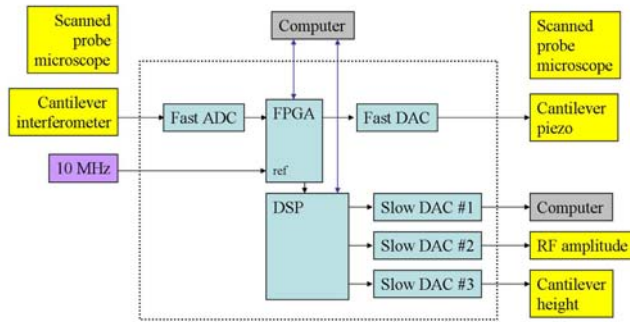 Scanned
probe
microscope
Computer
Scanned
probe
microscope
Cantilever
interferometer
Fast ADC
FPGA
Fast DAC
Cantilever
piezo
10 MHz
ref
DSP
Slow DAC #1
Computer
Slow DAC #2
RF amplitude
Slow DAC #3
Cantilever
height